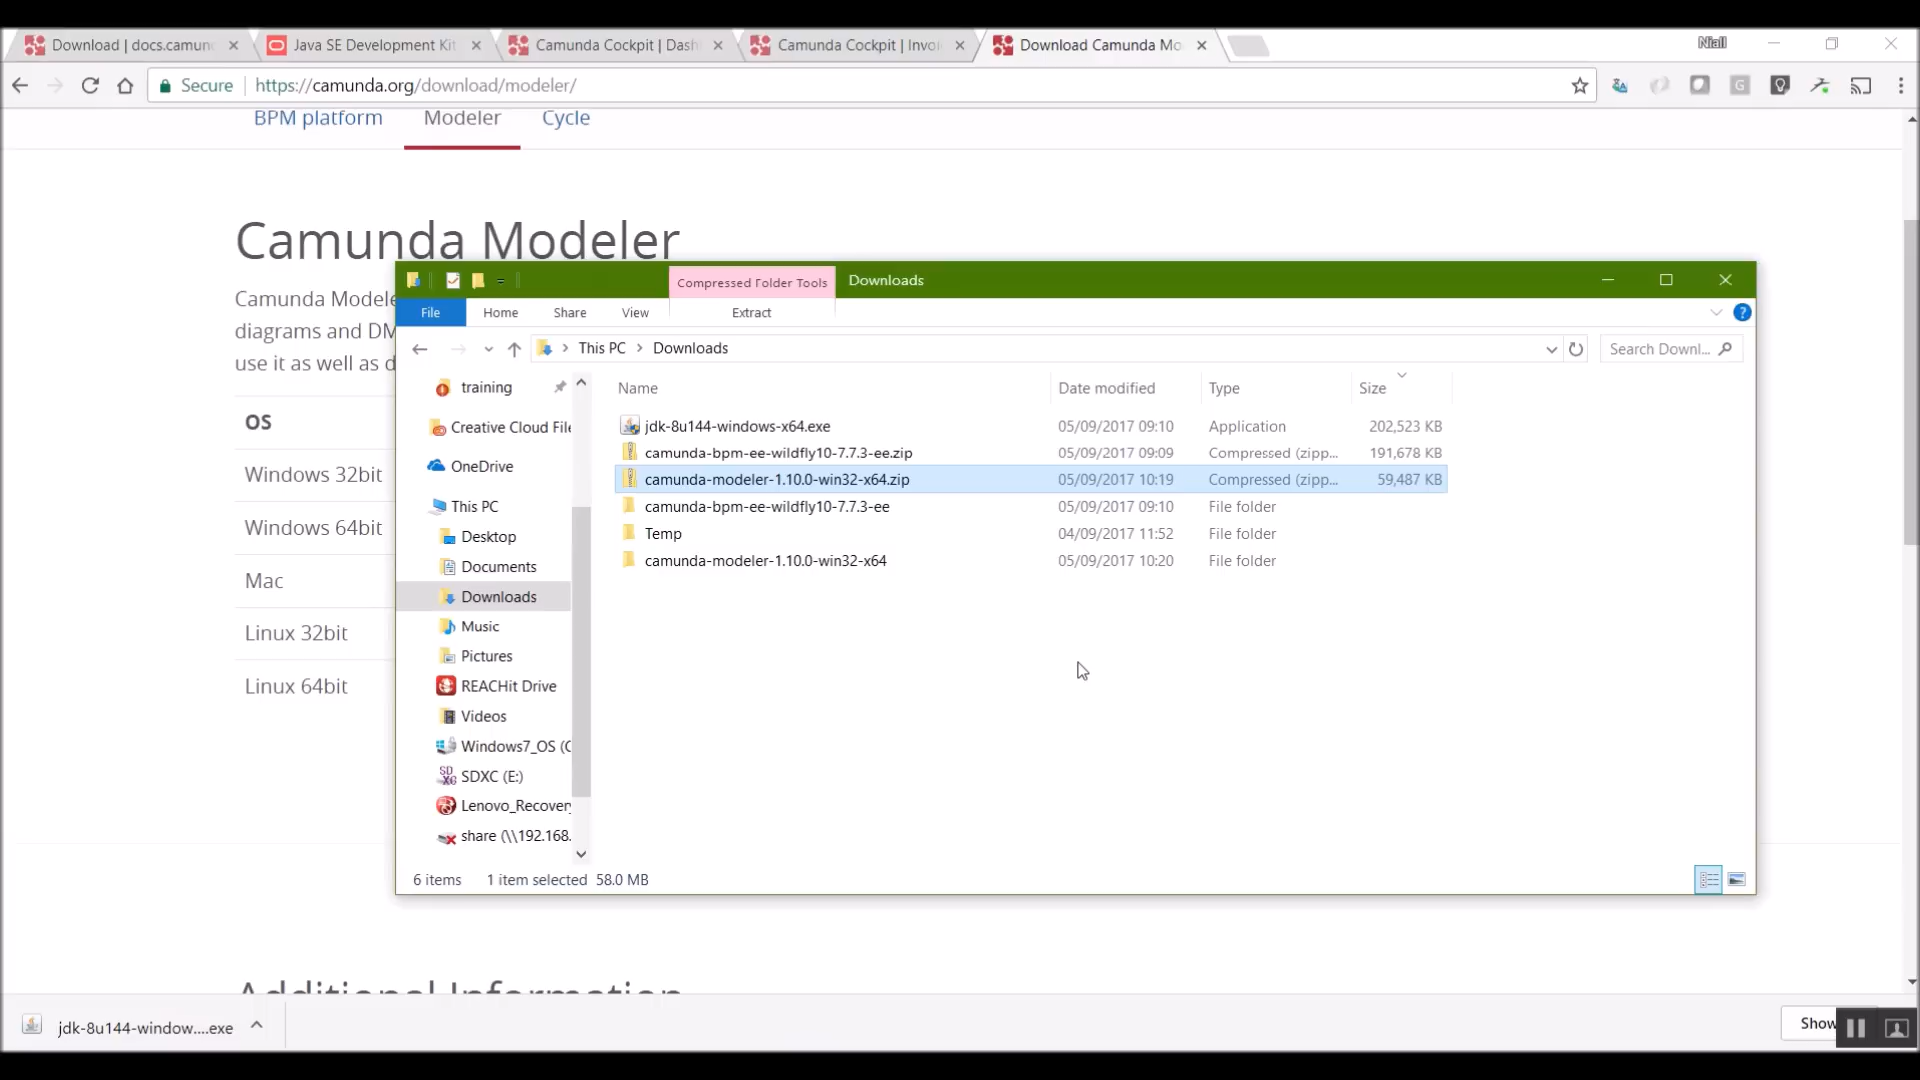 Download | docs.camun
Java SE Development Kit
Camunda Cockpit | Dash
Camunda Cockpit | Invoi
Download Camunda Mo
Niall
Secure
https://camunda.org/download/modeler/
BPM platform
Modeler
Cycle
Camunda Modeler
Camunda Modele
diagrams and DM
use it as well as d
OS
Windows 32bit
Windows 64bit
Mac
Linux 32bit
Linux 64bit
Compressed Folder Tools
Downloads
File
Home
Share
View
Extract
This PC > Downloads
Search Downl...
training
Creative Cloud File
OneDrive
This PC
Desktop
Documents
Downloads
Music
Pictures
REACHit Drive
Videos
Windows7_OS (C
SDXC (E:)
Lenovo_Recovery
share (\\192.168.
Name Date modified Type Size
jdk-8u144-windows-x64.exe 05/09/2017 09:10 Application 202,523 KB
camunda-bpm-ee-wildfly10-7.7.3-ee.zip 05/09/2017 09:09 Compressed (zipp... 191,678 KB
camunda-modeler-1.10.0-win32-x64.zip 05/09/2017 10:19 Compressed (zipp... 59,487 KB
camunda-bpm-ee-wildfly10-7.7.3-ee 05/09/2017 09:10 File folder
Temp 04/09/2017 11:52 File folder
camunda-modeler-1.10.0-win32-x64 05/09/2017 10:20 File folder
6 items 1 item selected 58.0 MB
Additional Information
jdk-8u144-window....exe
Show